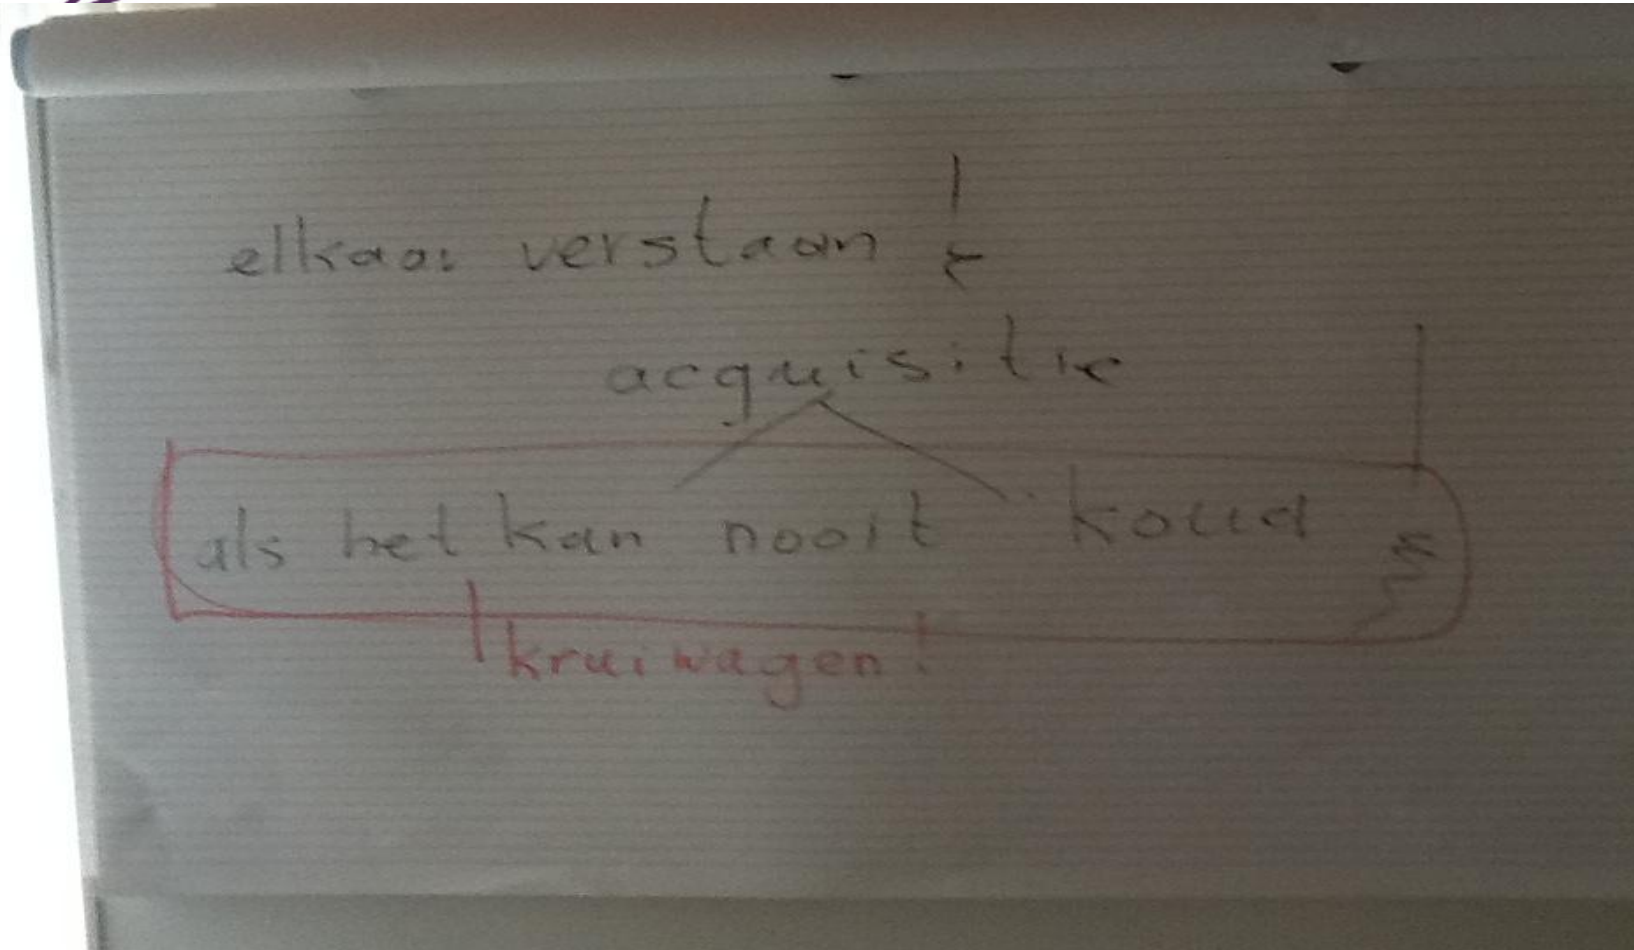 elkaar verstaan !
acquisitie
als het kan nooit koud !
kruiwagen!